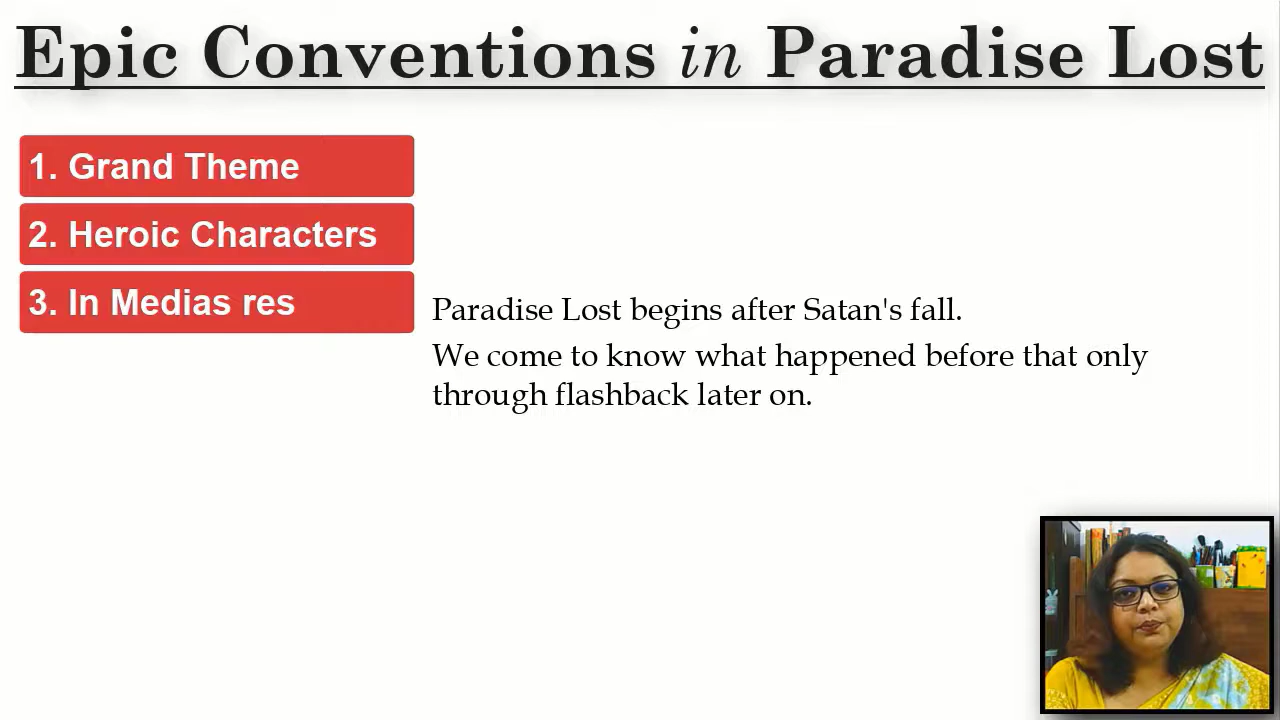 Epic Conventions in Paradise Lost
1. Grand Theme
2. Heroic Characters
3. In Medias res
Paradise Lost begins after Satan's fall.
We come to know what happened before that only
through flashback later on.